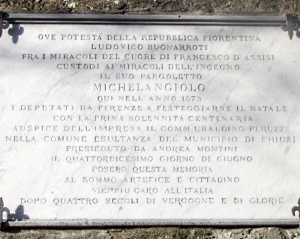 OVE POTESTÀ DELLA REPUBBLICA FIORENTINA
LUDOVICO BUONARROTI
FRA I MIRACOLI DEL CUORE DI FRANCESCO D'ASSISI
CUSTODI AI MIRACOLI DELL'INGEGNO
IL SUO PARGOLETTO
MICHELANGIOLO
QUI NELL'ANNO 1875
I DEPUTATI DA FIRENZE A FESTEGGIARNE IL NATALE
CON LA PRIMA SOLENNITÀ CENTENARIA
AUSPICE DELL'IMPRESA IL COMM. UBALDINO PERUZZI
NELLA COMUNE ESULTANZA DEL MUNICIPIO DI CHIUSI
PRESIEDUTO DA ANDREA MONTINI
IL QUATTORDICESIMO GIORNO DI GIUGNO
POSERO QUESTA MEMORIA
AL SOMMO ARTEFICE E CITTADINO
VIEPPIÙ CARO ALL'ITALIA
DOPO QUATTRO SECOLI DI VERGOGNE E DI GLORIE